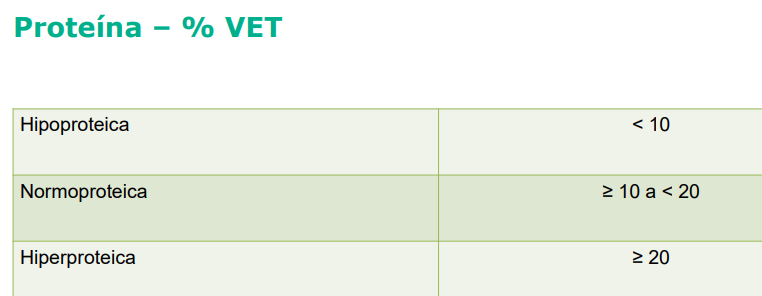 Proteína – % VET
Hipoproteica < 10
Normoproteica ≥ 10 a < 20
Hiperproteica ≥ 20